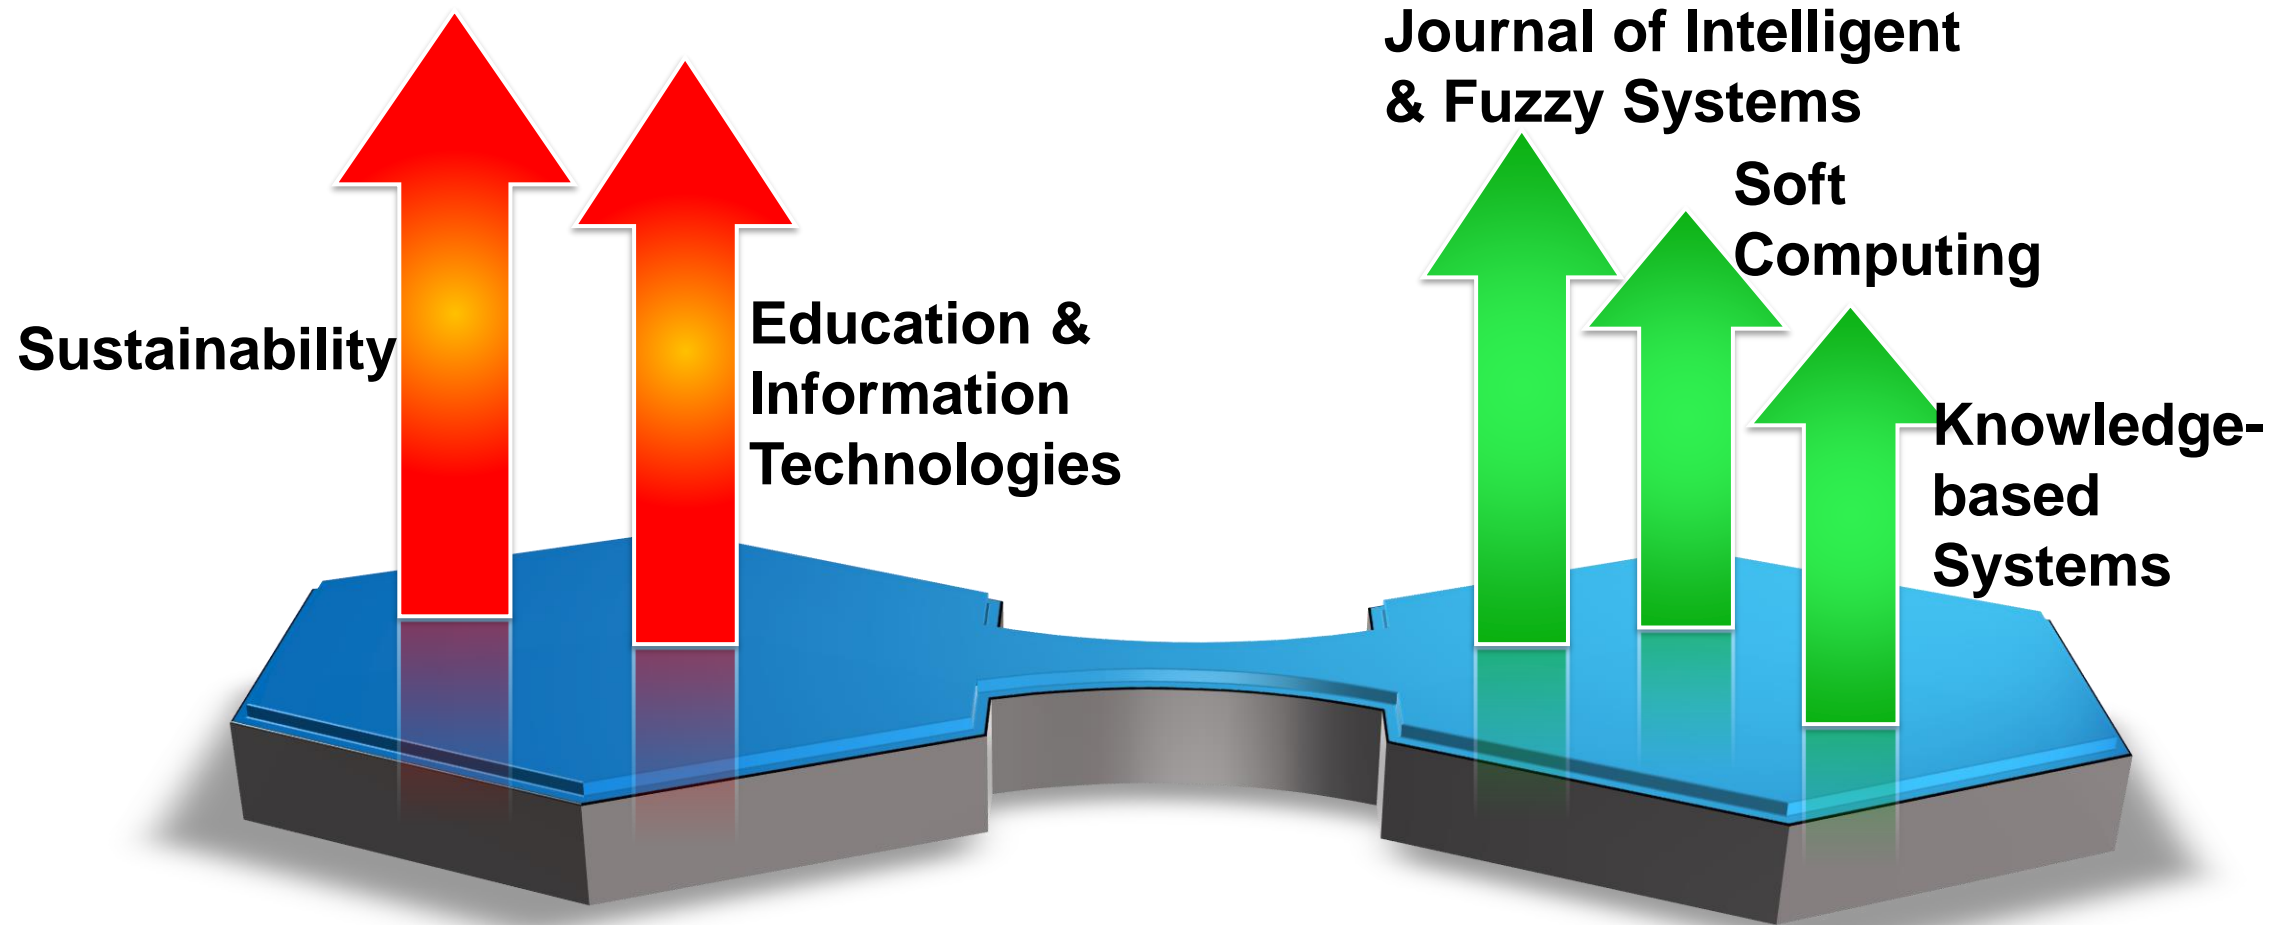 Journal of Intelligent
& Fuzzy Systems
Soft
Computing
Sustainability
Education &
Information
Technologies
Knowledge-
based
Systems